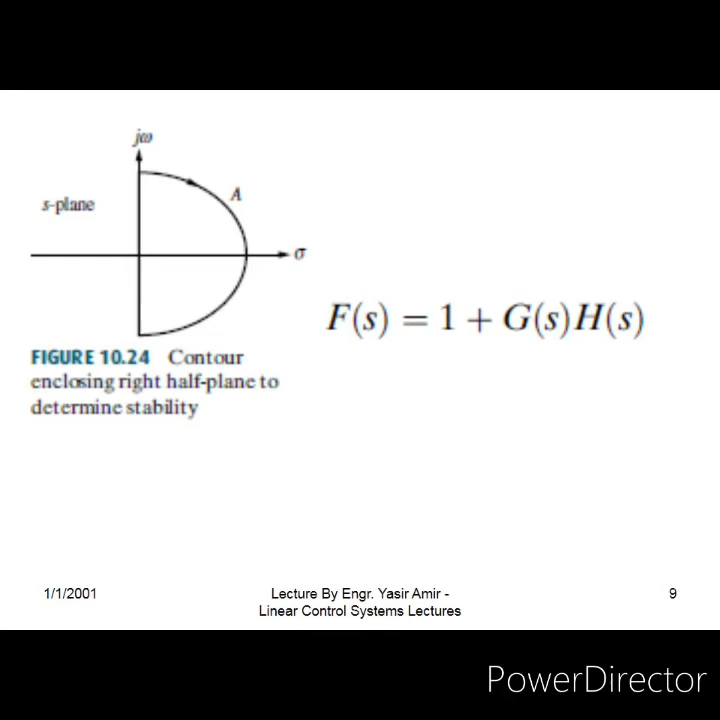 jω
A
s-plane
σ
F(s) = 1 + G(s)H(s)
FIGURE 10.24 Contour
enclosing right half-plane to
determine stability
1/1/2001
Lecture By Engr. Yasir Amir -
Linear Control Systems Lectures
9
PowerDirector